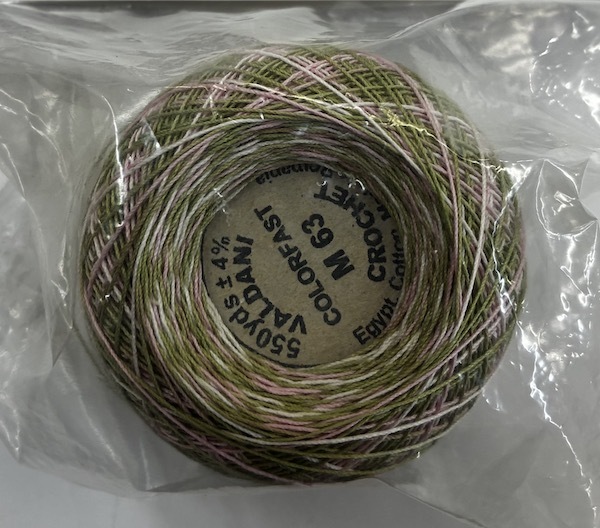 550yds ± 4%
VALDANI
COLORFAST
M 63
CROCHET
Egypt. Cotton